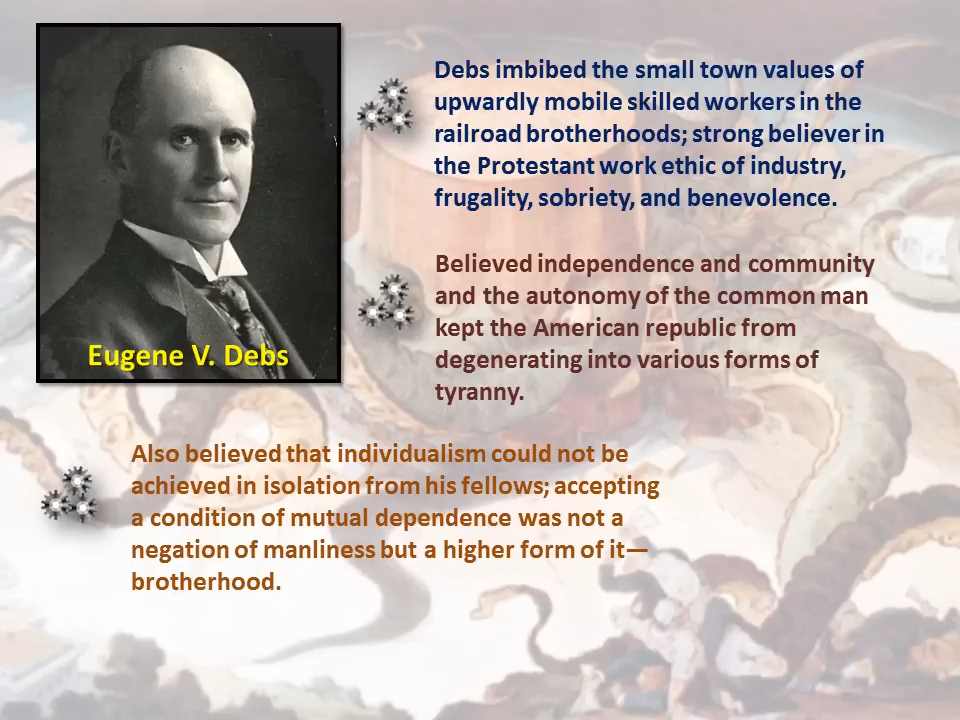 Debs imbibed the small town values of
upwardly mobile skilled workers in the
railroad brotherhoods; strong believer in
the Protestant work ethic of industry,
frugality, sobriety, and benevolence.
Believed independence and community
and the autonomy of the common man
kept the American republic from
degenerating into various forms of
tyranny.
Eugene V. Debs
Also believed that individualism could not be
achieved in isolation from his fellows; accepting
a condition of mutual dependence was not a
negation of manliness but a higher form of it—
brotherhood.